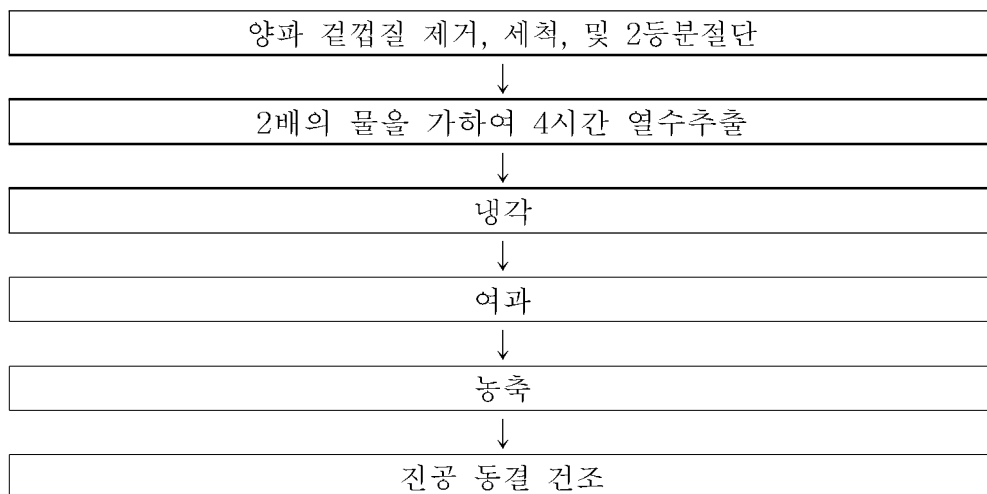 양파 겉껍질 제거, 세척, 및 2등분절단
↓
2배의 물을 가하여 4시간 열수추출
↓
냉각
↓
여과
↓
농축
↓
진공 동결 건조